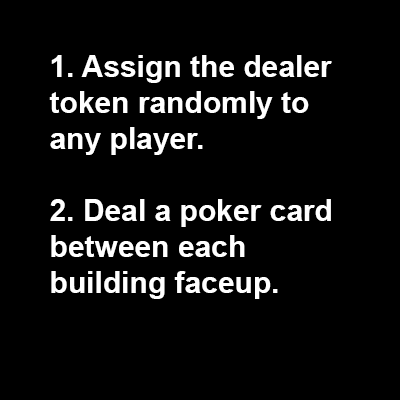 1. Assign the dealer
token randomly to
any player.
2. Deal a poker card
between each
building faceup.